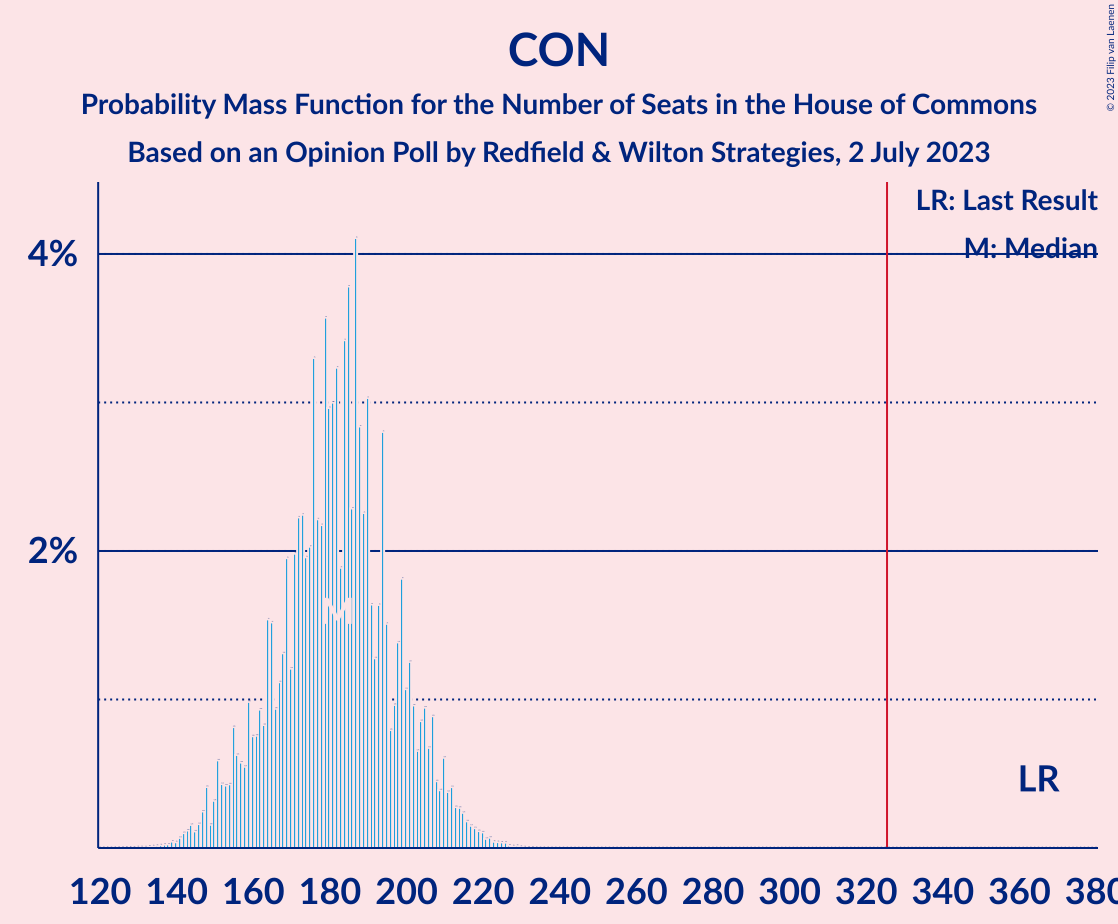 CON
Probability Mass Function for the Number of Seats in the House of Commons
Based on an Opinion Poll by Redfield & Wilton Strategies, 2 July 2023
© 2023 Filip van Laenen
LR: Last Result
M: Median
4%
2%
M
LR
120 140 160 180 200 220 240 260 280 300 320 340 360 380